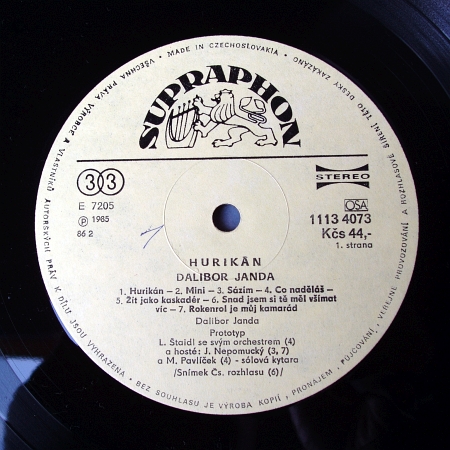 MADE IN CZECHOSLOVAKIA • VŠECHNA PRÁVA VÝROBCE A VLASTNÍKŮ AUTORSKÝCH PRÁV K DÍLU JSOU VYHRAZENA • BEZ SOUHLASU JE VÝROBA KOPIÍ, PRONÁJEM, PŮJČOVÁNÍ, VEŘEJNÉ PROVOZOVÁNÍ A ROZHLASOVÉ ŠÍŘENÍ TÉTO DESKY ZAKÁZÁNO
SUPRAPHON
33
STEREO
E 7205
℗ 1985
86 2
OSA
1113 4073
Kčs 44,-
1. strana
HURIKÁN
DALIBOR JANDA
1. Hurikán – 2. Mini – 3. Sázím – 4. Co naděláš –
5. Žít jako kaskadér – 6. Snad jsem si tě měl všímat
víc – 7. Rokenrol je můj kamarád
Dalibor Janda
Prototyp
L. Štaidl se svým orchestrem (4)
a hosté: J. Nepomucký (3, 7)
a M. Pavlíček (4) - sólová kytara
/Snímek Čs. rozhlasu (6)/